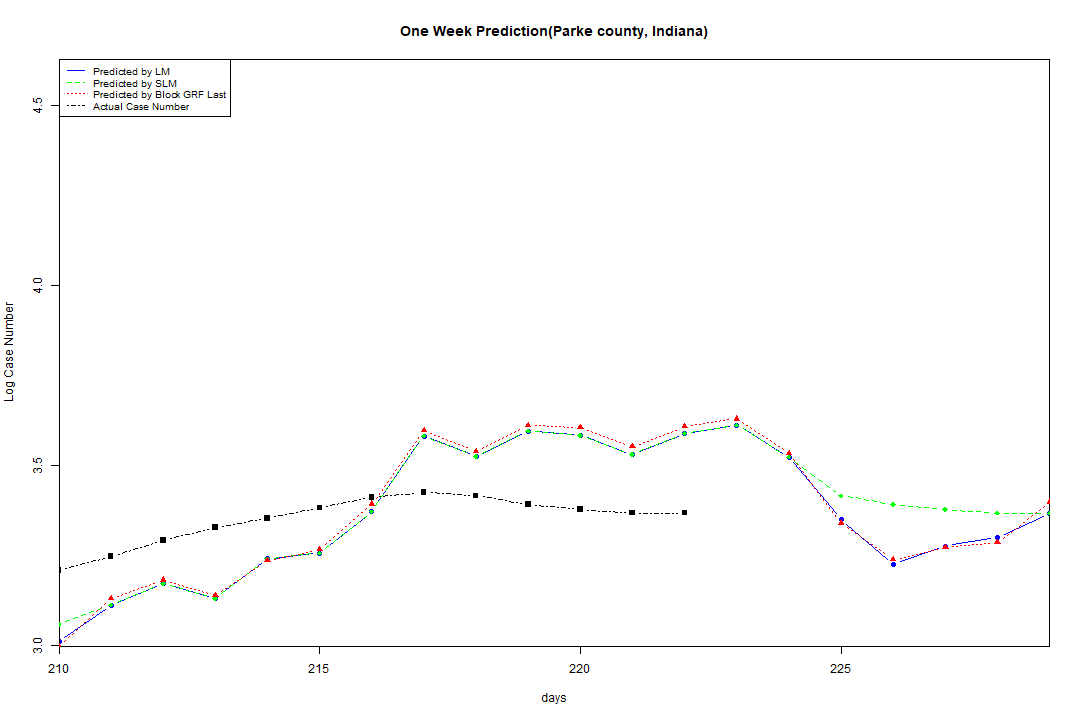 One Week Prediction(Parke county, Indiana)
Predicted by LM
Predicted by SLM
Predicted by Block GRF Last
Actual Case Number
4.5
4.0
3.5
3.0
Log Case Number
210
215
220
225
days